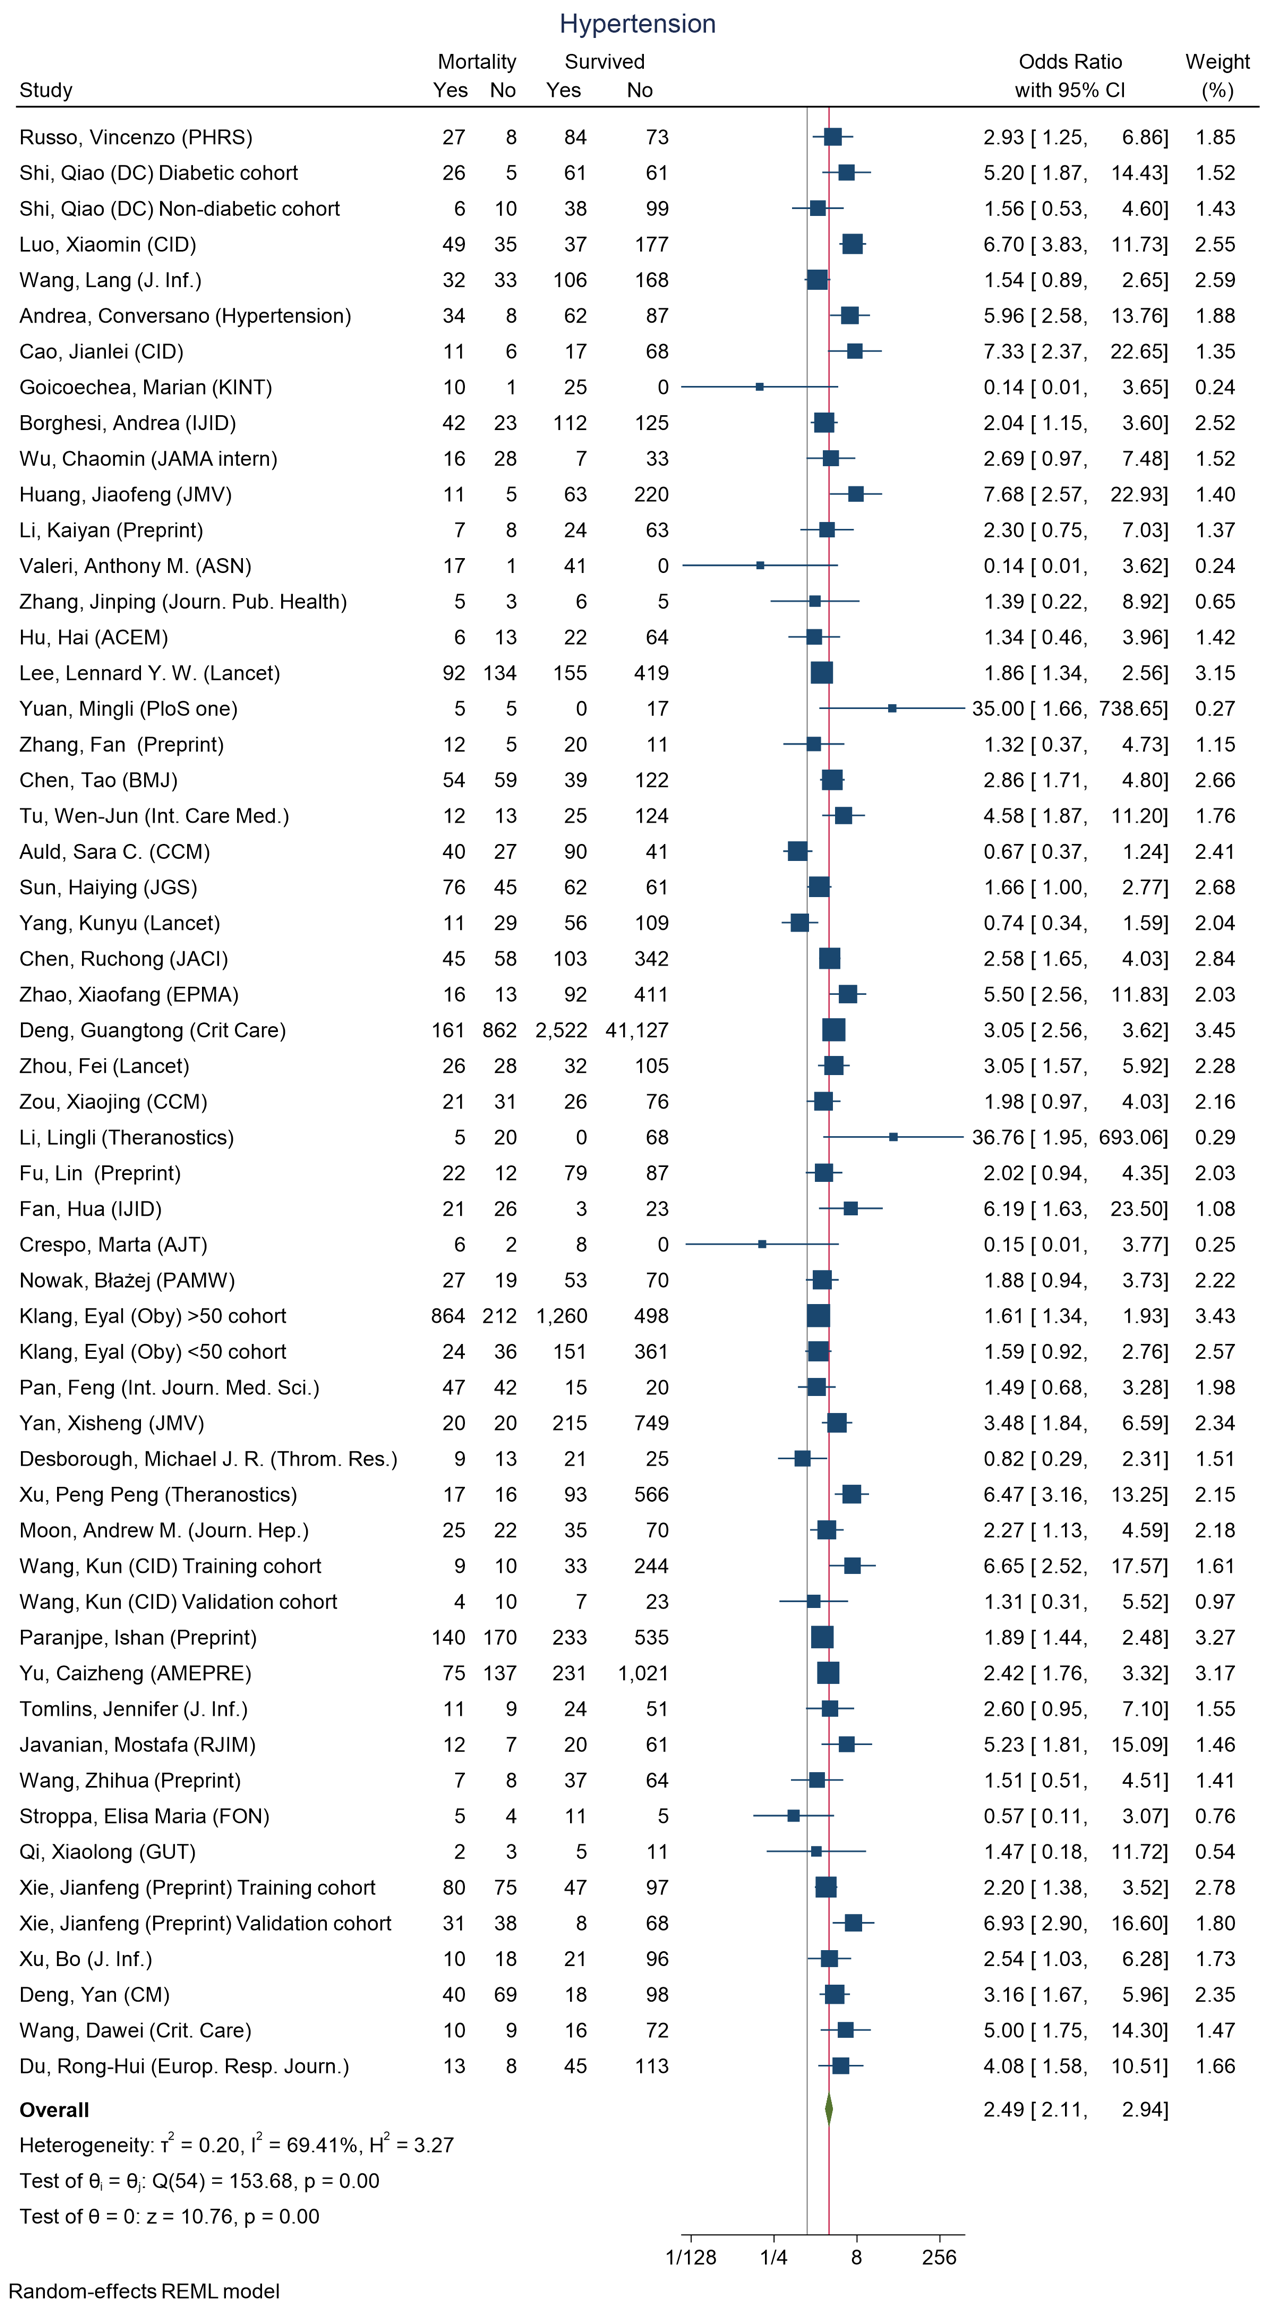 Hypertension
Mortality Survived Odds Ratio Weight
Study Yes No Yes No with 95% CI (%)
Russo, Vincenzo (PHRS) 27 8 84 73 2.93 [ 1.25, 6.86] 1.85
Shi, Qiao (DC) Diabetic cohort 26 5 61 61 5.20 [ 1.87, 14.43] 1.52
Shi, Qiao (DC) Non-diabetic cohort 6 10 38 99 1.56 [ 0.53, 4.60] 1.43
Luo, Xiaomin (CID) 49 35 37 177 6.70 [ 3.83, 11.73] 2.55
Wang, Lang (J. Inf.) 32 33 106 168 1.54 [ 0.89, 2.65] 2.59
Andrea, Conversano (Hypertension) 34 8 62 87 5.96 [ 2.58, 13.76] 1.88
Cao, Jianlei (CID) 11 6 17 68 7.33 [ 2.37, 22.65] 1.35
Goicoechea, Marian (KINT) 10 1 25 0 0.14 [ 0.01, 3.65] 0.24
Borghesi, Andrea (IJID) 42 23 112 125 2.04 [ 1.15, 3.60] 2.52
Wu, Chaomin (JAMA intern) 16 28 7 33 2.69 [ 0.97, 7.48] 1.52
Huang, Jiaofeng (JMV) 11 5 63 220 7.68 [ 2.57, 22.93] 1.40
Li, Kaiyan (Preprint) 7 8 24 63 2.30 [ 0.75, 7.03] 1.37
Valeri, Anthony M. (ASN) 17 1 41 0 0.14 [ 0.01, 3.62] 0.24
Zhang, Jinping (Journ. Pub. Health) 5 3 6 5 1.39 [ 0.22, 8.92] 0.65
Hu, Hai (ACEM) 6 13 22 64 1.34 [ 0.46, 3.96] 1.42
Lee, Lennard Y. W. (Lancet) 92 134 155 419 1.86 [ 1.34, 2.56] 3.15
Yuan, Mingli (PloS one) 5 5 0 17 35.00 [ 1.66, 738.65] 0.27
Zhang, Fan (Preprint) 12 5 20 11 1.32 [ 0.37, 4.73] 1.15
Chen, Tao (BMJ) 54 59 39 122 2.86 [ 1.71, 4.80] 2.66
Tu, Wen-Jun (Int. Care Med.) 12 13 25 124 4.58 [ 1.87, 11.20] 1.76
Auld, Sara C. (CCM) 40 27 90 41 0.67 [ 0.37, 1.24] 2.41
Sun, Haiying (JGS) 76 45 62 61 1.66 [ 1.00, 2.77] 2.68
Yang, Kunyu (Lancet) 11 29 56 109 0.74 [ 0.34, 1.59] 2.04
Chen, Ruchong (JACI) 45 58 103 342 2.58 [ 1.65, 4.03] 2.84
Zhao, Xiaofang (EPMA) 16 13 92 411 5.50 [ 2.56, 11.83] 2.03
Deng, Guangtong (Crit Care) 161 862 2,522 41,127 3.05 [ 2.56, 3.62] 3.45
Zhou, Fei (Lancet) 26 28 32 105 3.05 [ 1.57, 5.92] 2.28
Zou, Xiaojing (CCM) 21 31 26 76 1.98 [ 0.97, 4.03] 2.16
Li, Lingli (Theranostics) 5 20 0 68 36.76 [ 1.95, 693.06] 0.29
Fu, Lin (Preprint) 22 12 79 87 2.02 [ 0.94, 4.35] 2.03
Fan, Hua (IJID) 21 26 3 23 6.19 [ 1.63, 23.50] 1.08
Crespo, Marta (AJT) 6 2 8 0 0.15 [ 0.01, 3.77] 0.25
Nowak, Błażej (PAMW) 27 19 53 70 1.88 [ 0.94, 3.73] 2.22
Klang, Eyal (Oby) >50 cohort 864 212 1,260 498 1.61 [ 1.34, 1.93] 3.43
Klang, Eyal (Oby) <50 cohort 24 36 151 361 1.59 [ 0.92, 2.76] 2.57
Pan, Feng (Int. Journ. Med. Sci.) 47 42 15 20 1.49 [ 0.68, 3.28] 1.98
Yan, Xisheng (JMV) 20 20 215 749 3.48 [ 1.84, 6.59] 2.34
Desborough, Michael J. R. (Throm. Res.) 9 13 21 25 0.82 [ 0.29, 2.31] 1.51
Xu, Peng Peng (Theranostics) 17 16 93 566 6.47 [ 3.16, 13.25] 2.15
Moon, Andrew M. (Journ. Hep.) 25 22 35 70 2.27 [ 1.13, 4.59] 2.18
Wang, Kun (CID) Training cohort 9 10 33 244 6.65 [ 2.52, 17.57] 1.61
Wang, Kun (CID) Validation cohort 4 10 7 23 1.31 [ 0.31, 5.52] 0.97
Paranjpe, Ishan (Preprint) 140 170 233 535 1.89 [ 1.44, 2.48] 3.27
Yu, Caizheng (AMEPRE) 75 137 231 1,021 2.42 [ 1.76, 3.32] 3.17
Tomlins, Jennifer (J. Inf.) 11 9 24 51 2.60 [ 0.95, 7.10] 1.55
Javanian, Mostafa (RJIM) 12 7 20 61 5.23 [ 1.81, 15.09] 1.46
Wang, Zhihua (Preprint) 7 8 37 64 1.51 [ 0.51, 4.51] 1.41
Stroppa, Elisa Maria (FON) 5 4 11 5 0.57 [ 0.11, 3.07] 0.76
Qi, Xiaolong (GUT) 2 3 5 11 1.47 [ 0.18, 11.72] 0.54
Xie, Jianfeng (Preprint) Training cohort 80 75 47 97 2.20 [ 1.38, 3.52] 2.78
Xie, Jianfeng (Preprint) Validation cohort 31 38 8 68 6.93 [ 2.90, 16.60] 1.80
Xu, Bo (J. Inf.) 10 18 21 96 2.54 [ 1.03, 6.28] 1.73
Deng, Yan (CM) 40 69 18 98 3.16 [ 1.67, 5.96] 2.35
Wang, Dawei (Crit. Care) 10 9 16 72 5.00 [ 1.75, 14.30] 1.47
Du, Rong-Hui (Europ. Resp. Journ.) 13 8 45 113 4.08 [ 1.58, 10.51] 1.66
Overall 2.49 [ 2.11, 2.94]
Heterogeneity: τ² = 0.20, I² = 69.41%, H² = 3.27
Test of θᵢ = θⱼ: Q(54) = 153.68, p = 0.00
Test of θ = 0: z = 10.76, p = 0.00
1/128 1/4 8 256
Random-effects REML model